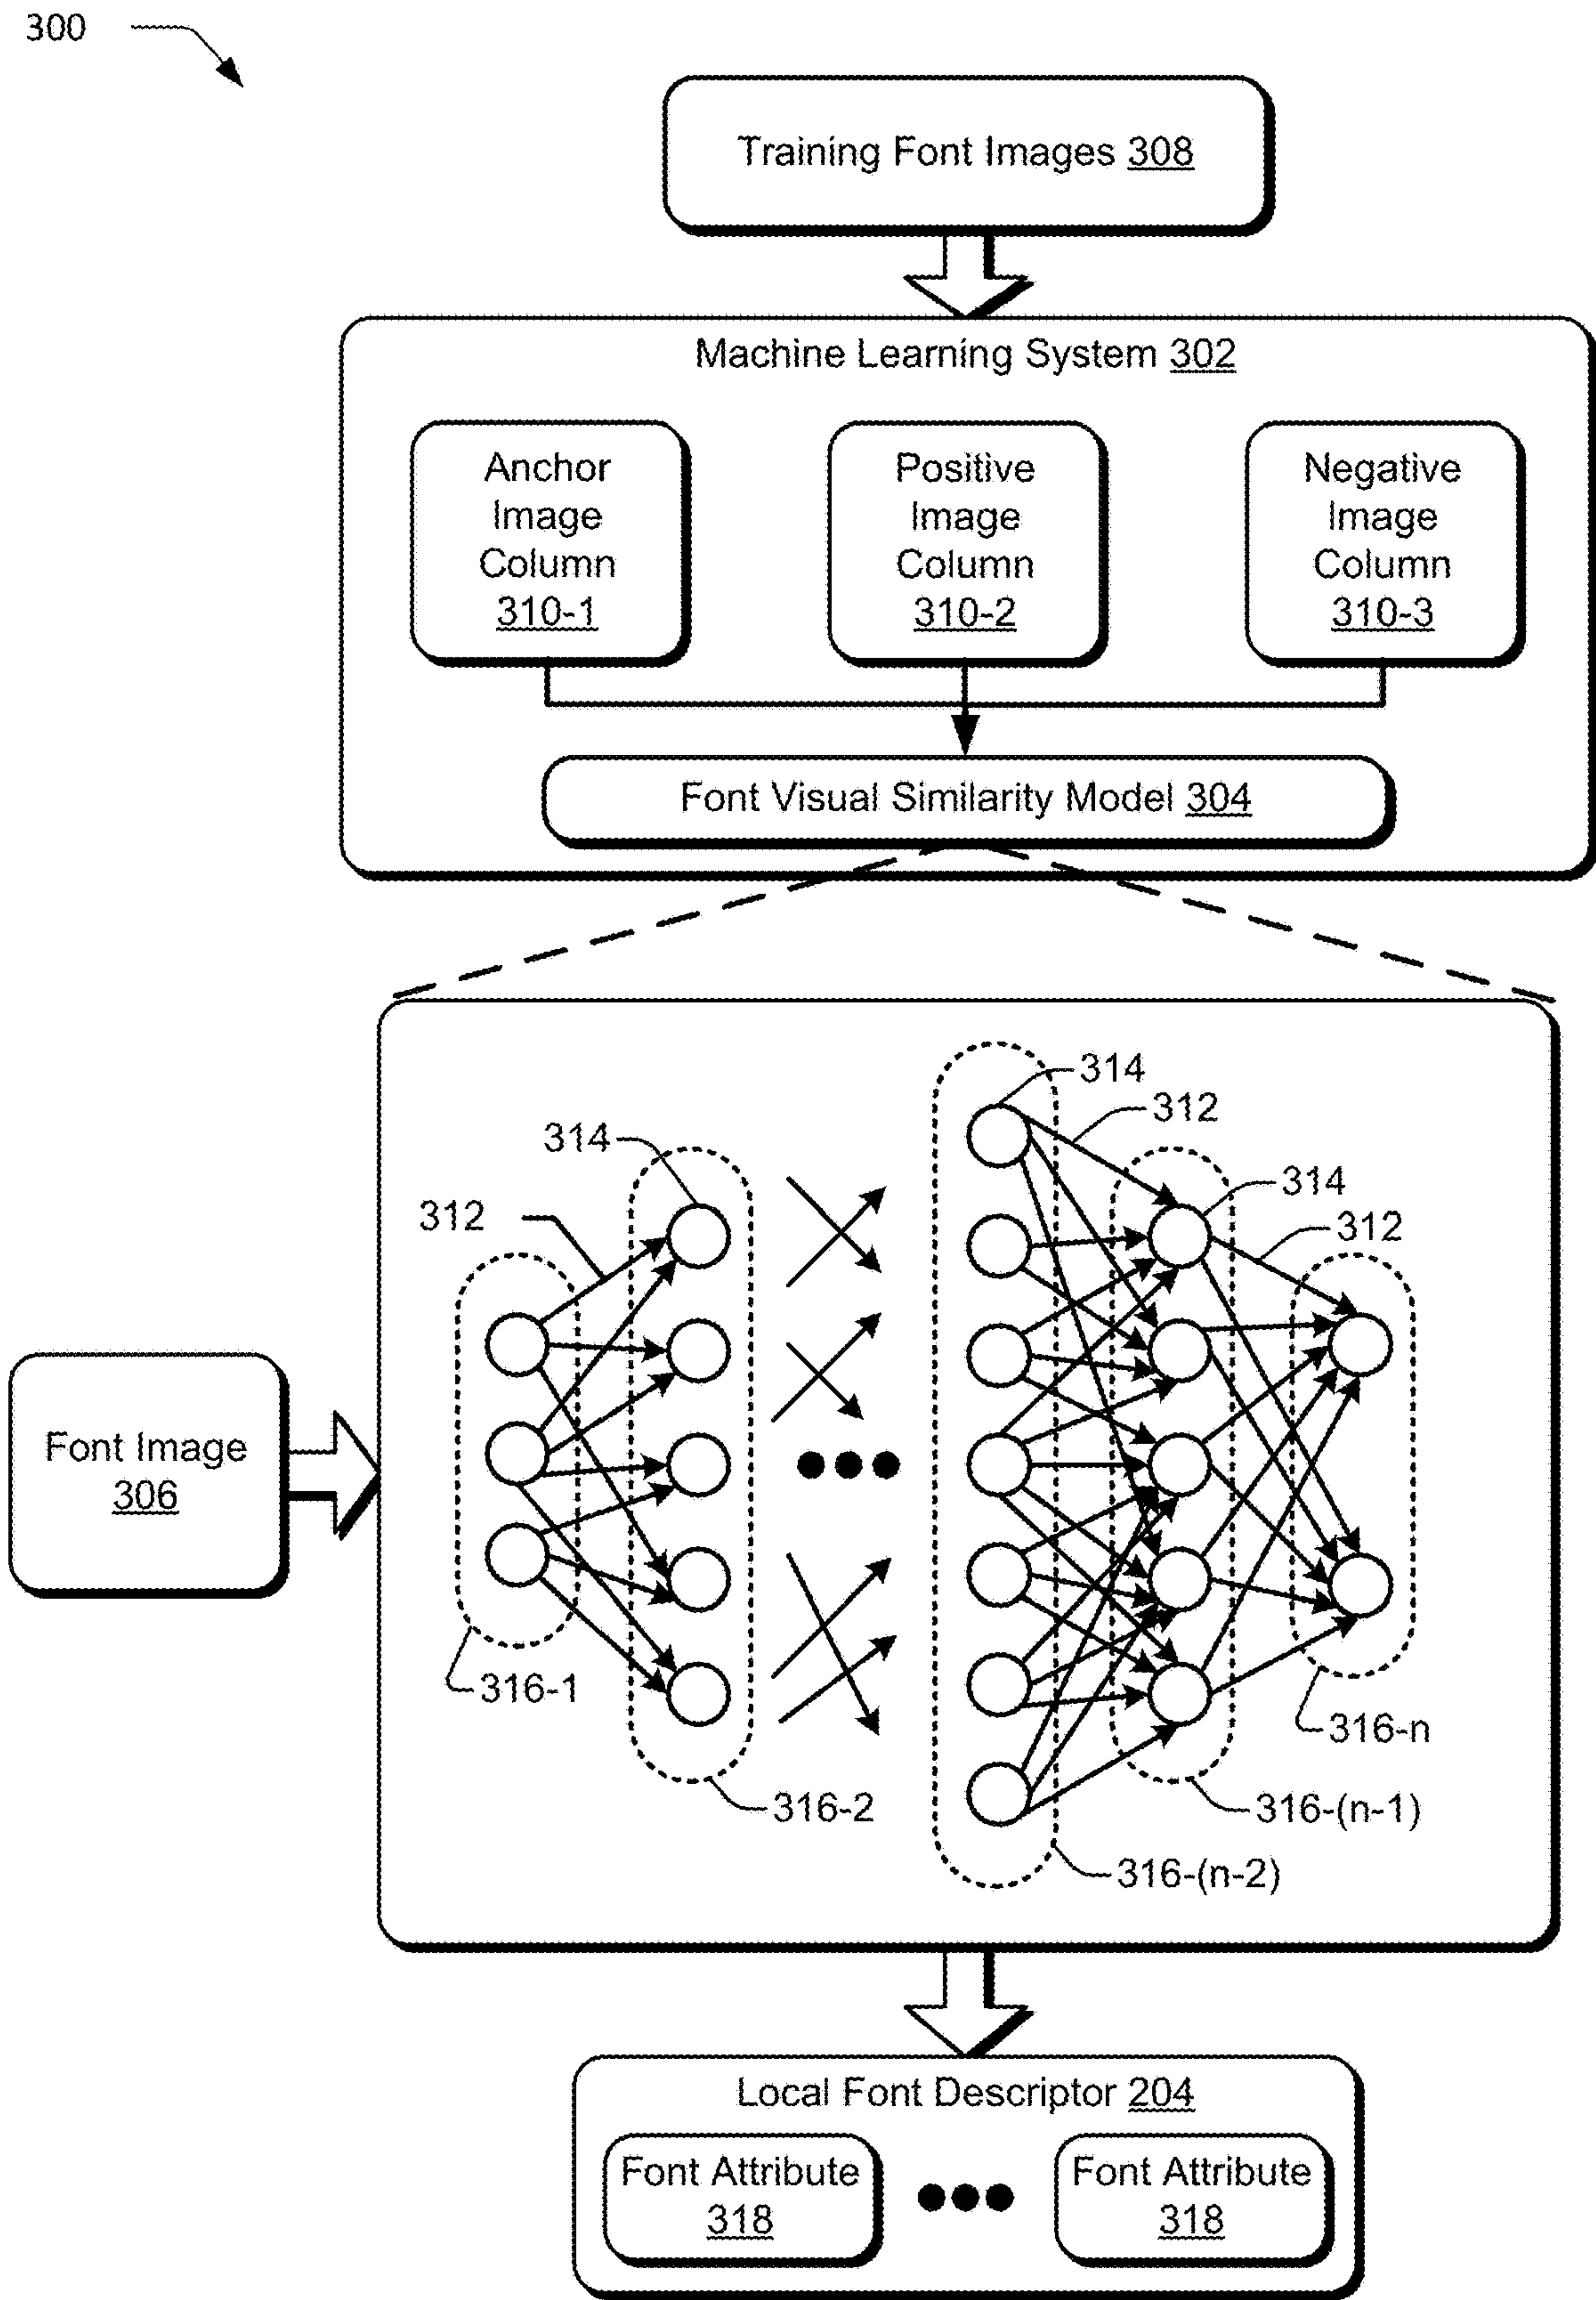 300
Training Font Images 308
Machine Learning System 302
Anchor
Image
Column
310-1
Positive
Image
Column
310-2
Negative
Image
Column
310-3
Font Visual Similarity Model 304
314
312
314
314
312
312
Font Image
306
316-1
316-n
316-2
316-(n-1)
316-(n-2)
Local Font Descriptor 204
Font Attribute
318
Font Attribute
318